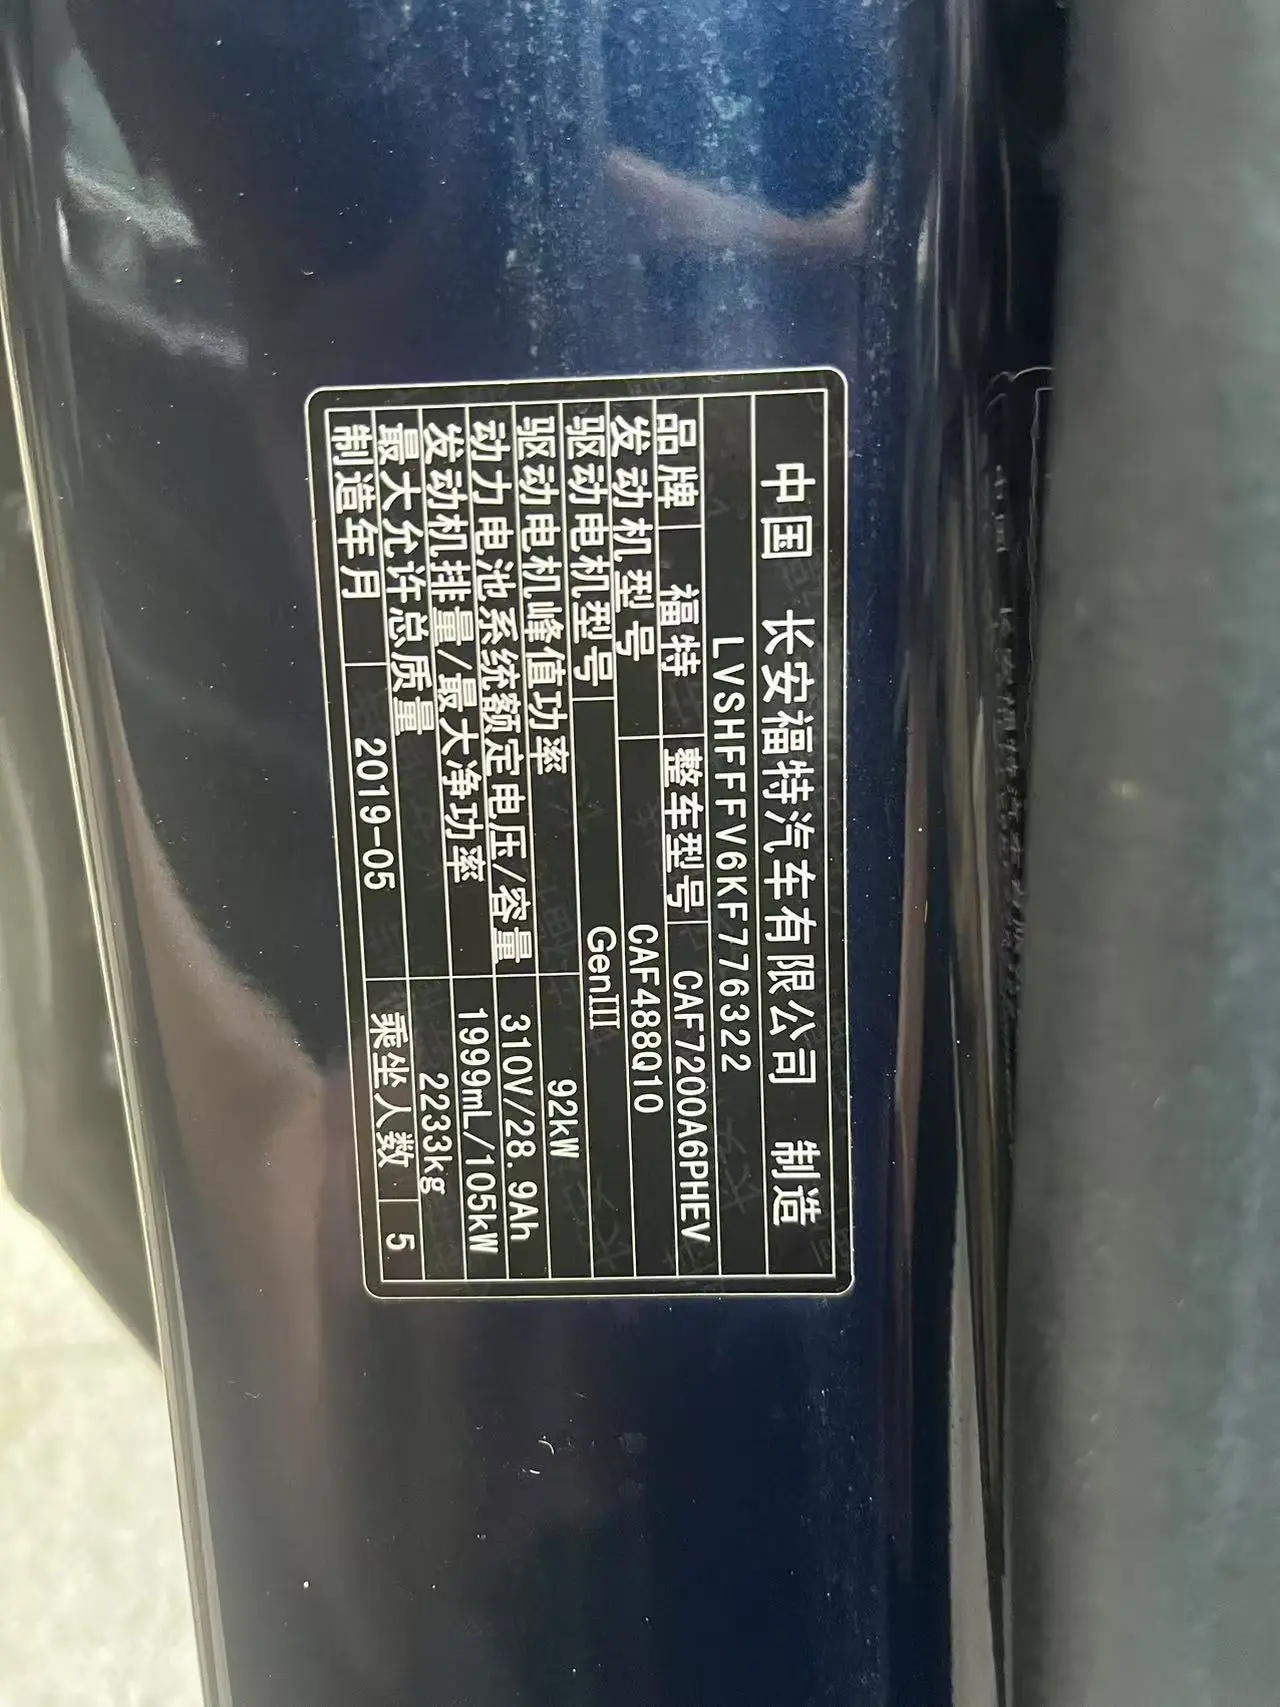 中国 长安福特汽车有限公司 制造
LVSHFFFV6KF776322
品牌 福特 整车型号 CAF7200A6PHEV
发动机型号 CAF488Q10
驱动电机型号 GenIII
驱动电机峰值功率 92kW
动力电池系统额定电压/容量 310V/28.9Ah
发动机排量/最大净功率 1999mL/105kW
最大允许总质量 2233kg
制造年月 2019-05 乘坐人数 5